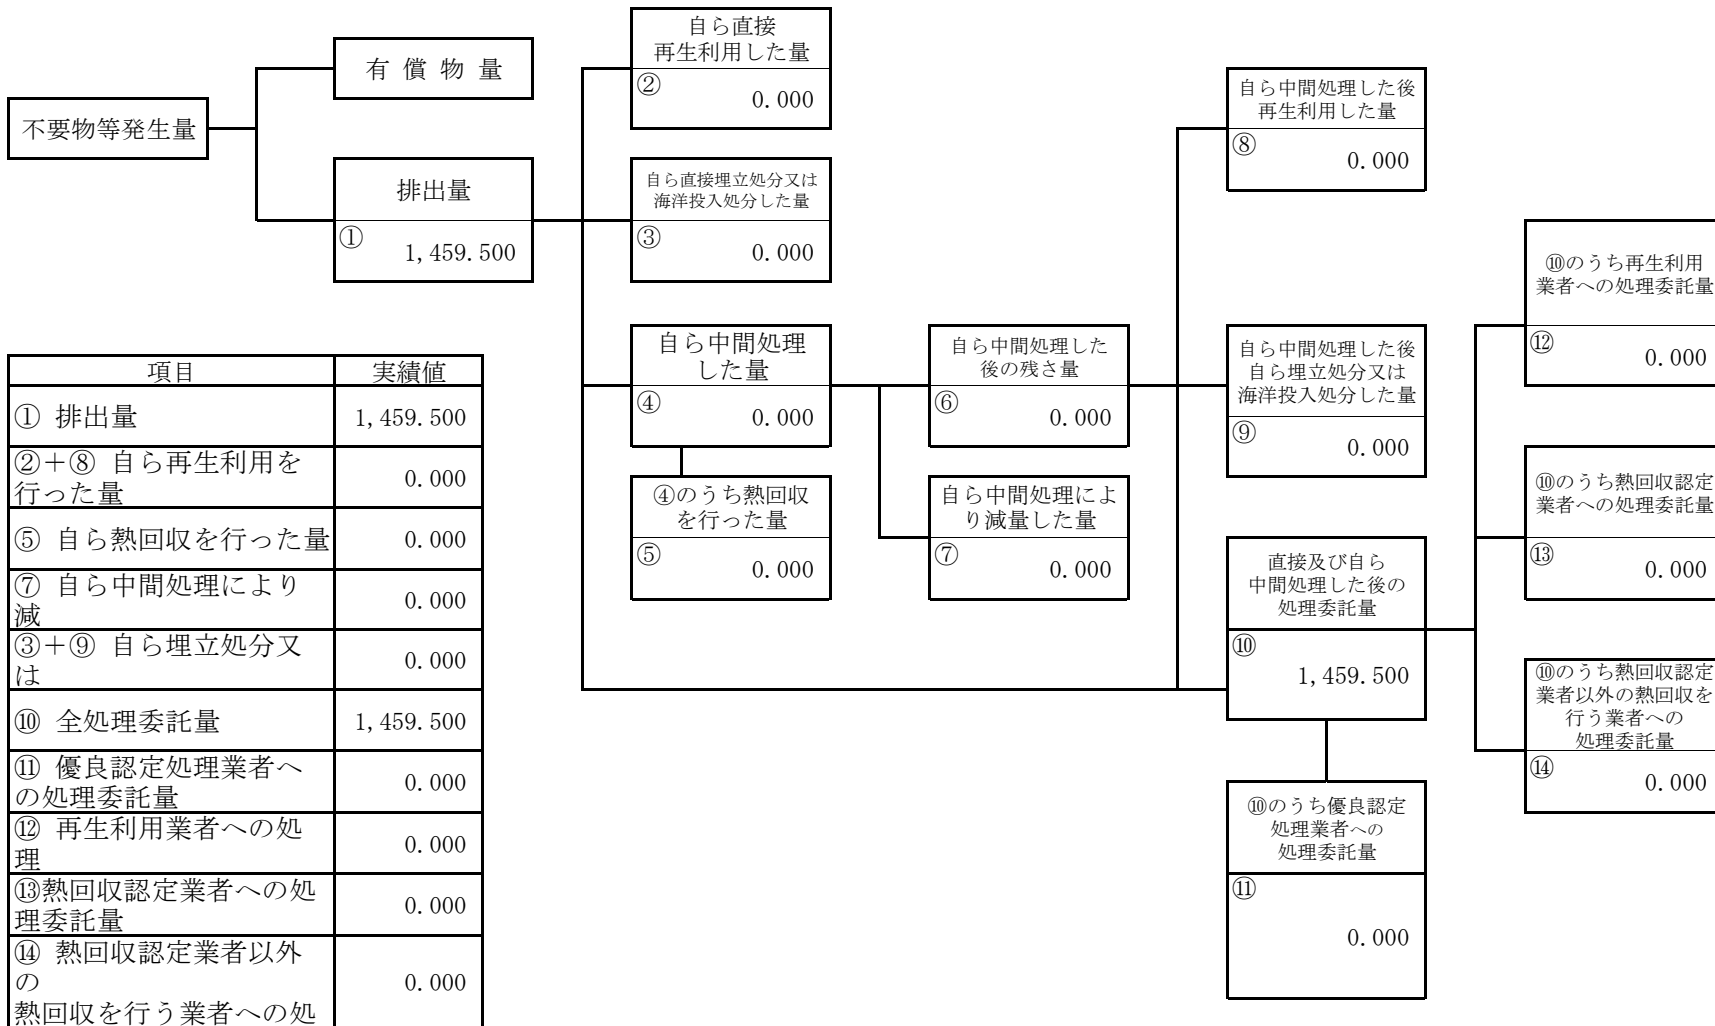 自ら直接
再生利用した量
②
0.000
有 償 物 量
不要物等発生量
排出量
①
1,459.500
自ら直接埋立処分又は
海洋投入処分した量
③
0.000
自ら中間処理した後
再生利用した量
⑧
0.000
自ら中間処理
した量
④
0.000
自ら中間処理した
後の残さ量
⑥
0.000
自ら中間処理した後
自ら埋立処分又は
海洋投入処分した量
⑨
0.000
⑩のうち再生利用
業者への処理委託量
⑫
0.000
④のうち熱回収
を行った量
⑤
0.000
自ら中間処理によ
り減量した量
⑦
0.000
直接及び自ら
中間処理した後の
処理委託量
⑩
1,459.500
⑩のうち熱回収認定
業者への処理委託量
⑬
0.000
⑩のうち熱回収認定
業者以外の熱回収を
行う業者への
処理委託量
⑭
0.000
⑩のうち優良認定
処理業者への
処理委託量
⑪
0.000
項目 実績値
① 排出量 1,459.500
②＋⑧ 自ら再生利用を
行った量 0.000
⑤ 自ら熱回収を行った量 0.000
⑦ 自ら中間処理により
減 0.000
③＋⑨ 自ら埋立処分又
は 0.000
⑩ 全処理委託量 1,459.500
⑪ 優良認定処理業者へ
の処理委託量 0.000
⑫ 再生利用業者への処
理 0.000
⑬熱回収認定業者への処
理委託量 0.000
⑭ 熱回収認定業者以外
の 0.000
熱回収を行う業者への処